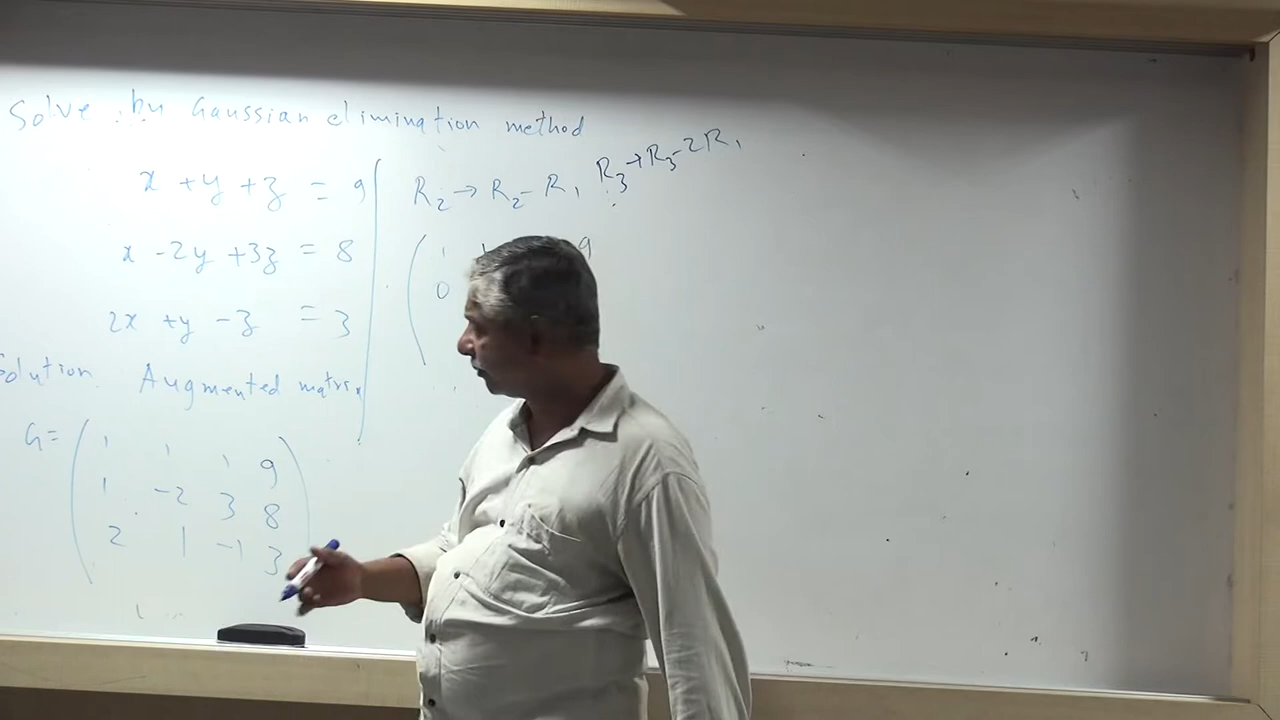 Solve by Gaussian elimination method
x + y + z = 9
x - 2y + 3z = 8
2x + y - z = 3
Solution. Augmented matrix
G =
1 1 1 9
1 -2 3 8
2 1 -1 3
R2 → R2 - R1 R3 → R3 - 2R1
1 9
0